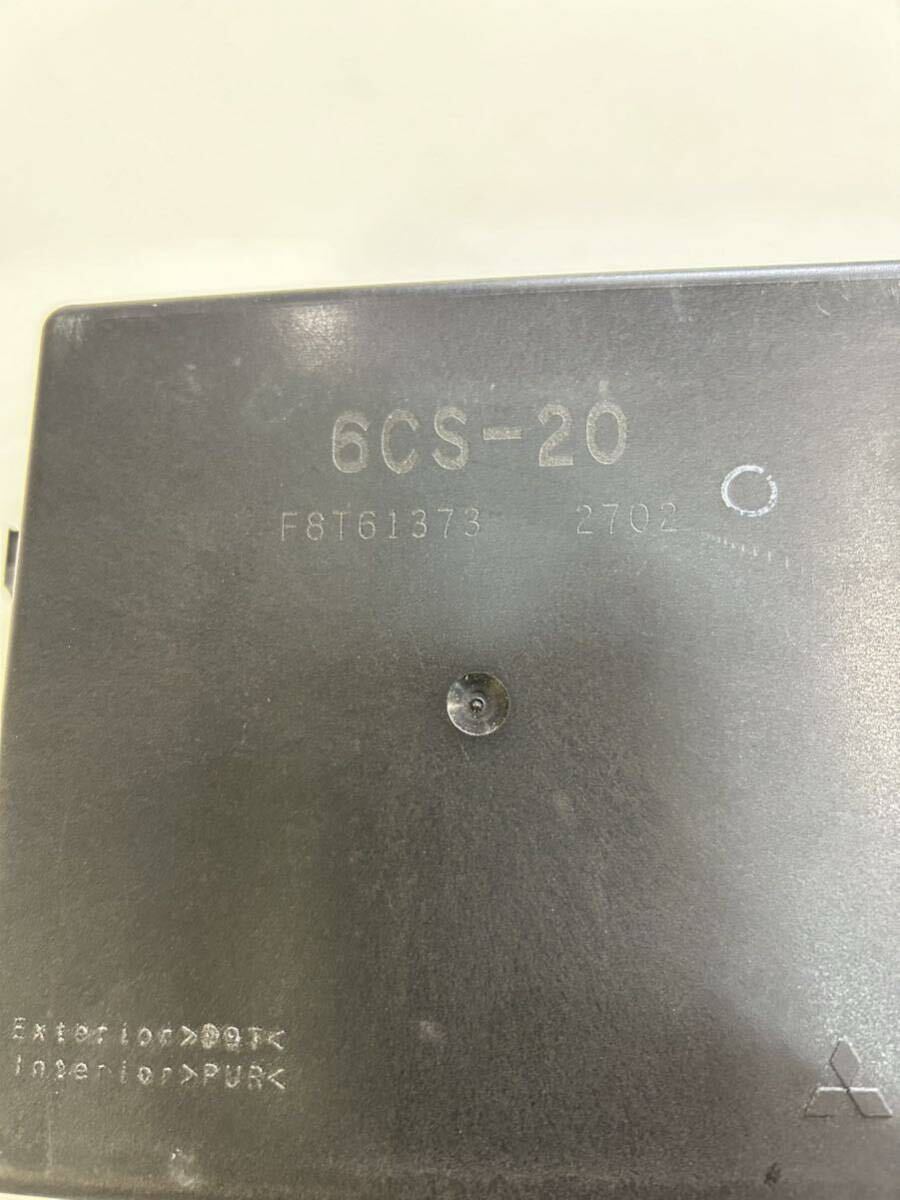 6CS-20
F8T61373 2702
Exterior>PBT<
Interior>PUR<